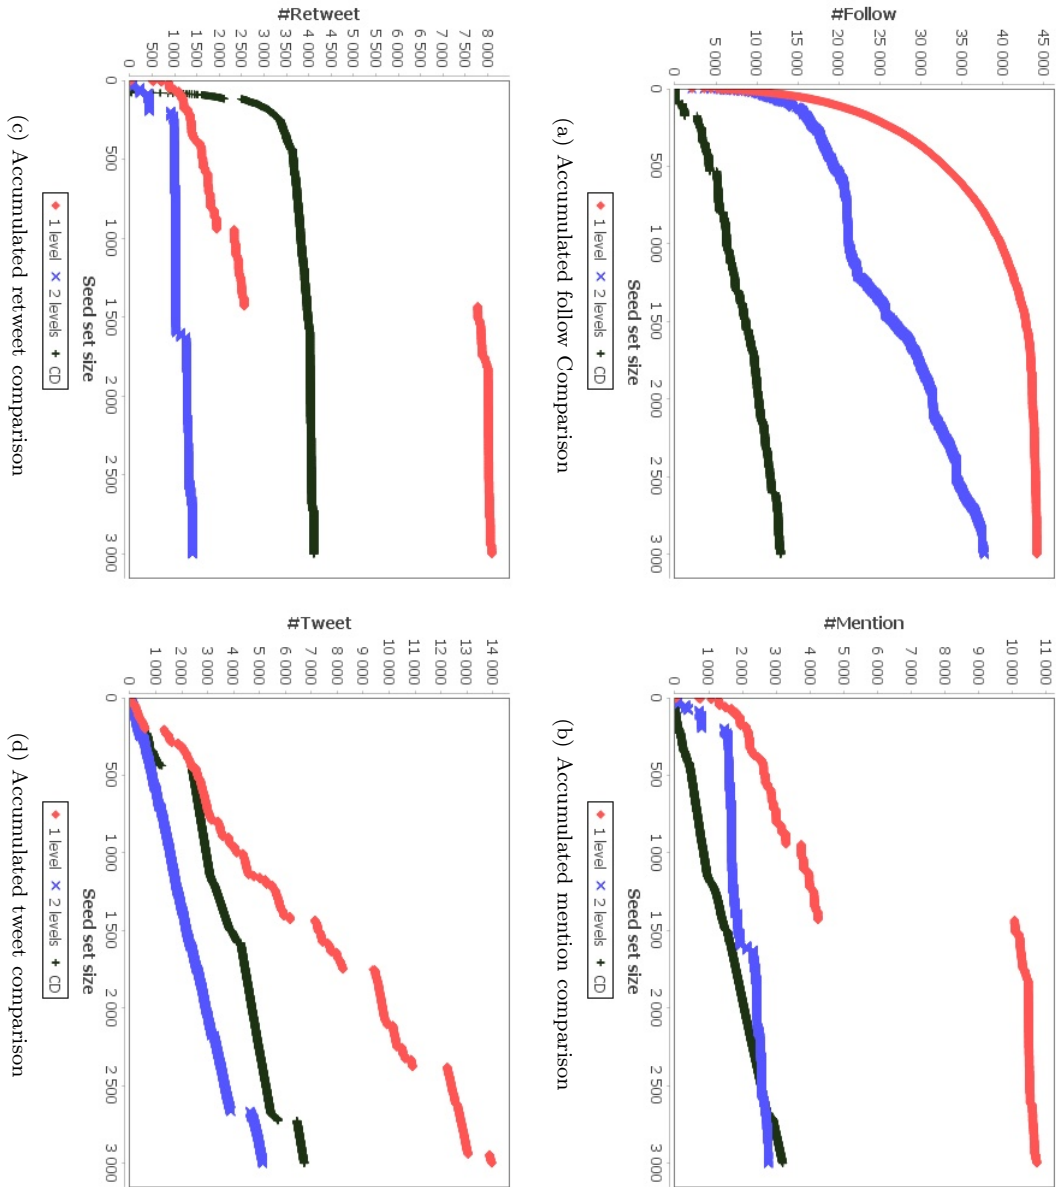 #Follow
0 5 000 10 000 15 000 20 000 25 000 30 000 35 000 40 000 45 000
0 500 1 000 1 500 2 000 2 500 3 000
Seed set size
1 level 2 levels CD
(a) Accumulated follow Comparison
#Mention
0 1 000 2 000 3 000 4 000 5 000 6 000 7 000 8 000 9 000 10 000 11 000
0 500 1 000 1 500 2 000 2 500 3 000
Seed set size
1 level 2 levels CD
(b) Accumulated mention comparison
#Retweet
0 500 1 000 1 500 2 000 2 500 3 000 3 500 4 000 4 500 5 000 5 500 6 000 6 500 7 000 7 500 8 000
0 500 1 000 1 500 2 000 2 500 3 000
Seed set size
1 level 2 levels CD
(c) Accumulated retweet comparison
#Tweet
0 1 000 2 000 3 000 4 000 5 000 6 000 7 000 8 000 9 000 10 000 11 000 12 000 13 000 14 000
0 500 1 000 1 500 2 000 2 500 3 000
Seed set size
1 level 2 levels CD
(d) Accumulated tweet comparison